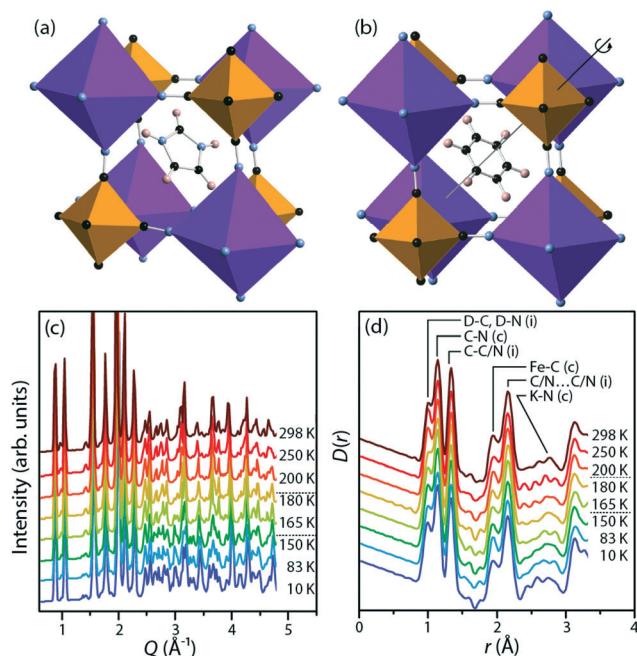 (a)
(b)
(c)
Intensity (arb. units)
298 K
250 K
200 K
180 K
165 K
150 K
83 K
10 K
1
2
3
4
5
Q (Å⁻¹)
(d)
D-C, D-N (i)
C-N (c)
C-C/N (i)
Fe-C (c)
C/N...C/N (i)
K-N (c)
D(r)
298 K
250 K
200 K
180 K
165 K
150 K
83 K
10 K
0
1
2
3
4
r (Å)